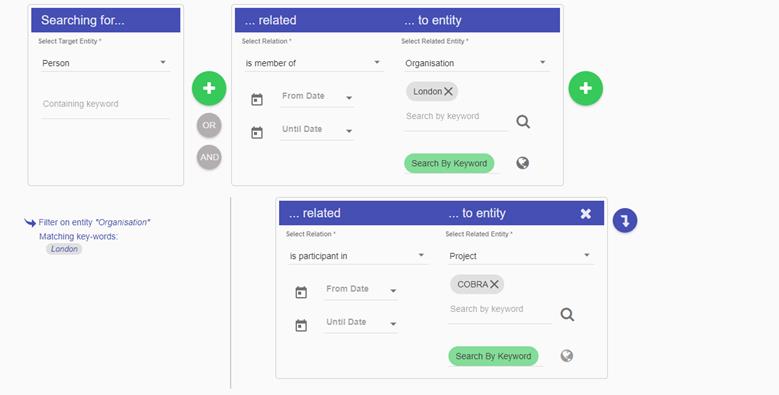 Searching for...
Select Target Entity *
Person
Containing keyword
OR
AND
... related ... to entity
Select Relation * Select Related Entity *
is member of Organisation
From Date London
Search by keyword
Until Date
Search By Keyword
Filter on entity "Organisation"
Matching key-words:
London
... related ... to entity
Select Relation * Select Related Entity *
is participant in Project
From Date COBRA
Search by keyword
Until Date
Search By Keyword